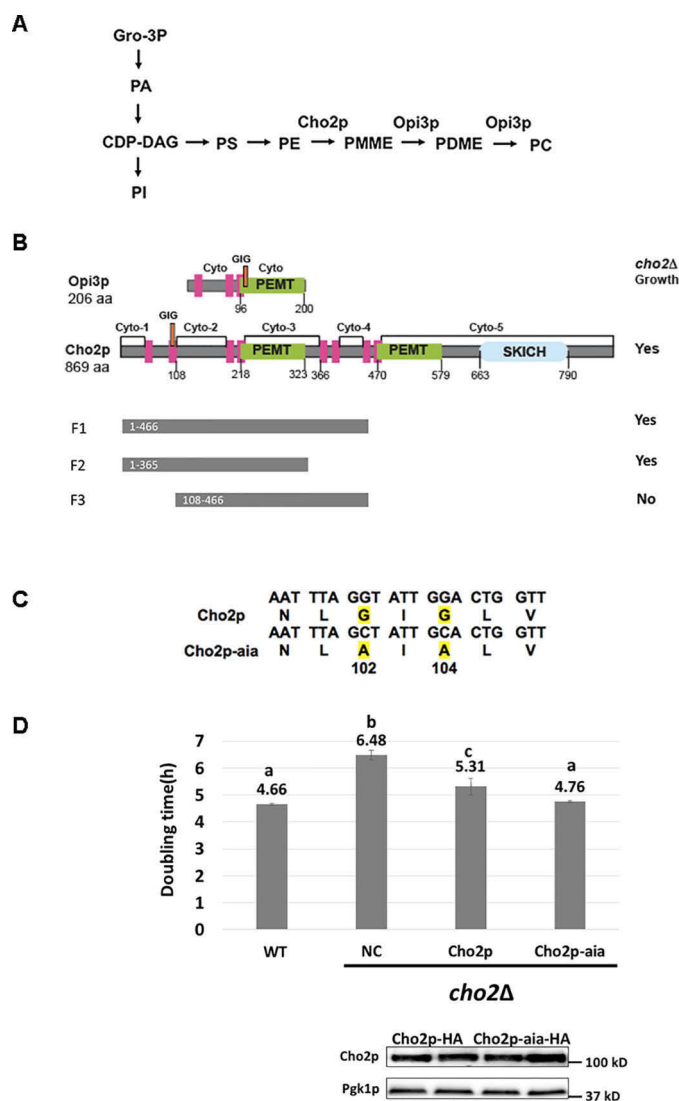 A
Gro-3P
PA
Cho2p Opi3p Opi3p
CDP-DAG PS PE PMME PDME PC
PI
B
GIG
cho2Δ
Growth
Cyto Cyto
Opi3p PEMT
206 aa 96 200
GIG
Cyto-1 Cyto-2 Cyto-3 Cyto-4 Cyto-5
Cho2p PEMT PEMT SKICH Yes
869 aa 108 218 323 366 470 579 663 790
F1 1-466 Yes
F2 1-365 Yes
F3 108-466 No
C
AAT TTA GGT ATT GGA CTG GTT
Cho2p N L G I G L V
AAT TTA GCT ATT GCA CTG GTT
Cho2p-aia N L A I A L V
102 104
D
Doubling time(h)
7
6
5
4
3
2
1
0
a
4.66
b
6.48
c
5.31
a
4.76
WT NC Cho2p Cho2p-aia
cho2Δ
Cho2p-HA Cho2p-aia-HA
Cho2p 100 kD
Pgk1p 37 kD